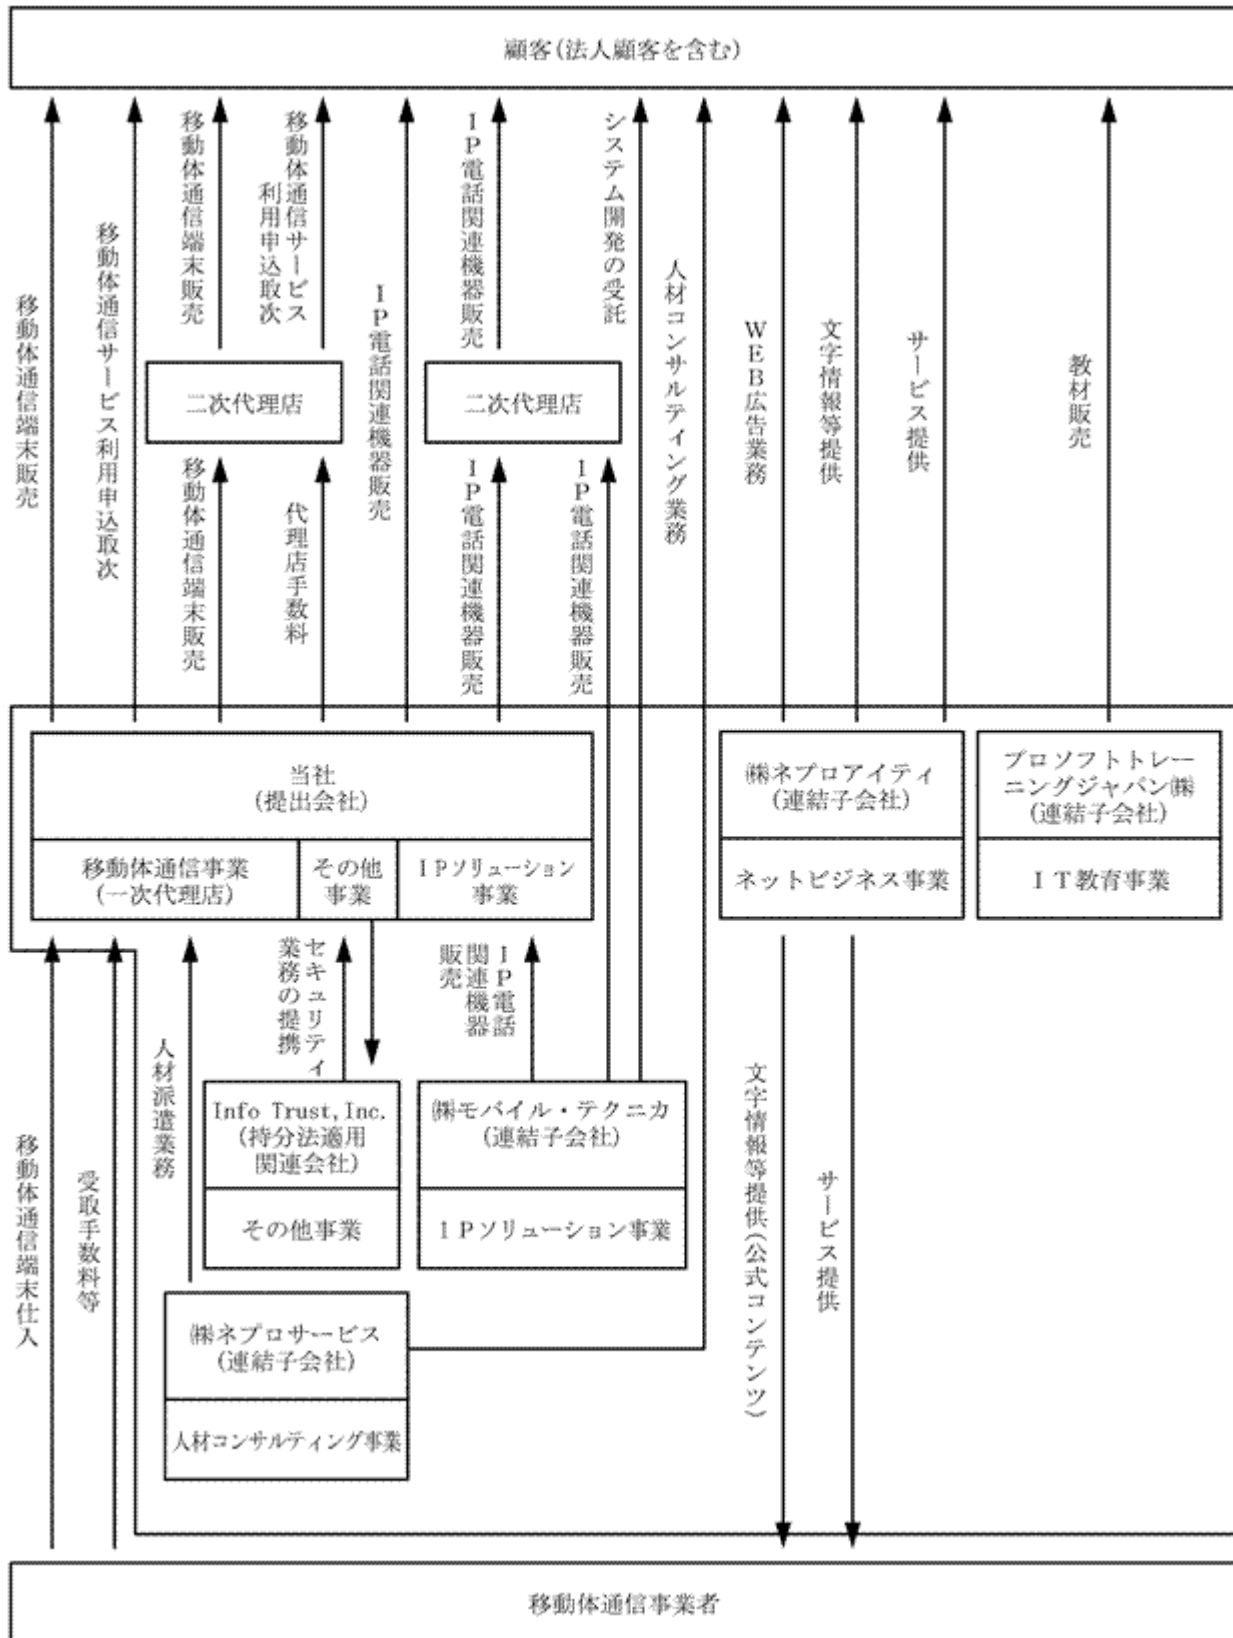 顧客(法人顧客を含む)
移動体通信端末販売
移動体通信サービス利用申込取次
移動体通信端末販売
移動体通信サービス
利用申込取次
IP電話関連機器販売
IP電話関連機器販売
システム開発の受託
人材コンサルティング業務
WEB広告業務
文字情報等提供
サービス提供
教材販売
二次代理店
二次代理店
移動体通信端末販売
代理店手数料
IP電話関連機器販売
IP電話関連機器販売
当社
(提出会社)
移動体通信事業
(一次代理店)
その他
事業
IPソリューション
事業
㈱ネプロアイティ
(連結子会社)
ネットビジネス事業
プロソフトトレー
ニングジャパン㈱
(連結子会社)
IT教育事業
移動体通信端末仕入
受取手数料等
人材派遣業務
セキュリティ
業務の提携
IP電話
関連機器
販売
Info Trust,Inc.
(持分法適用
関連会社)
その他事業
㈱モバイル・テクニカ
(連結子会社)
IPソリューション事業
㈱ネプロサービス
(連結子会社)
人材コンサルティング事業
文字情報等提供(公式コンテンツ)
サービス提供
移動体通信事業者